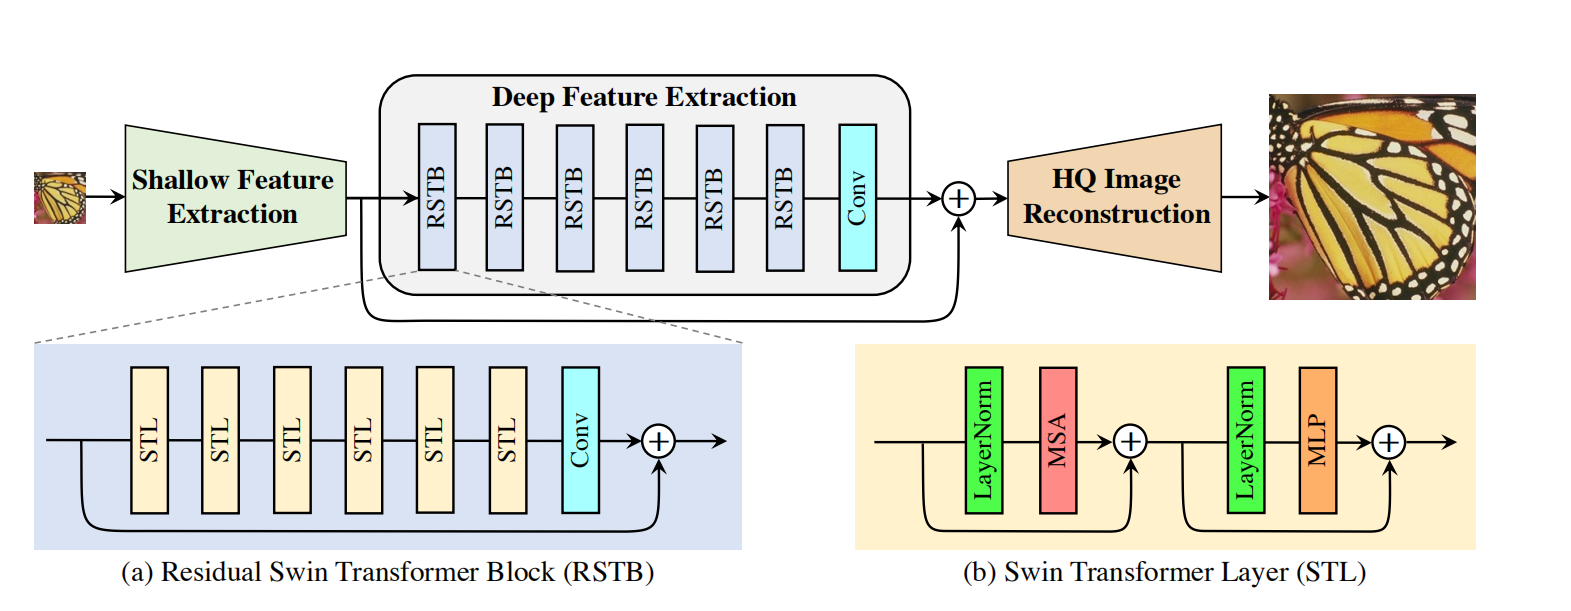 Deep Feature Extraction
Shallow Feature
Extraction
RSTB
RSTB
RSTB
RSTB
RSTB
RSTB
Conv
+
HQ Image
Reconstruction
STL
STL
STL
STL
STL
STL
Conv
+
(a) Residual Swin Transformer Block (RSTB)
LayerNorm
MSA
+
LayerNorm
MLP
+
(b) Swin Transformer Layer (STL)